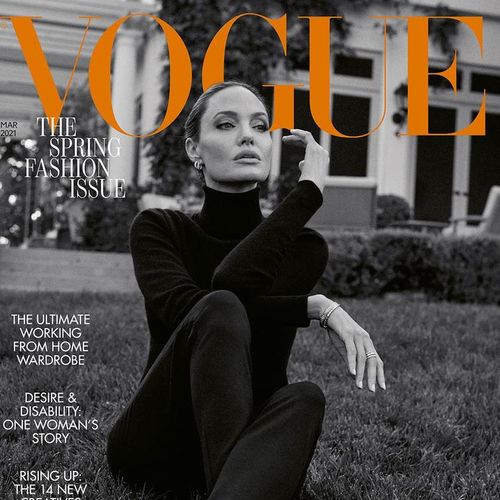 VOGUE
MAR
2021
THE
SPRING
FASHION
ISSUE
THE ULTIMATE
WORKING
FROM HOME
WARDROBE
DESIRE &
DISABILITY:
ONE WOMAN'S
STORY
RISING UP:
THE 14 NEW
CREATIVES